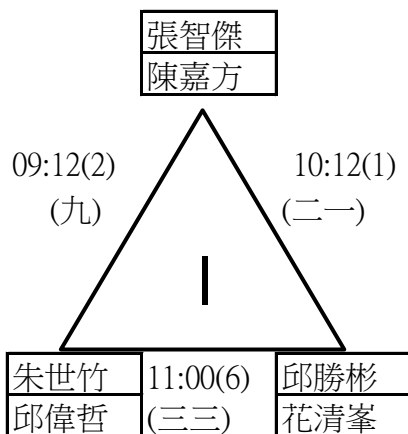 張智傑
陳嘉方
09:12(2)
(九)
10:12(1)
(二一)
I
朱世竹
邱偉哲
11:00(6)
(三三)
邱勝彬
花清峯